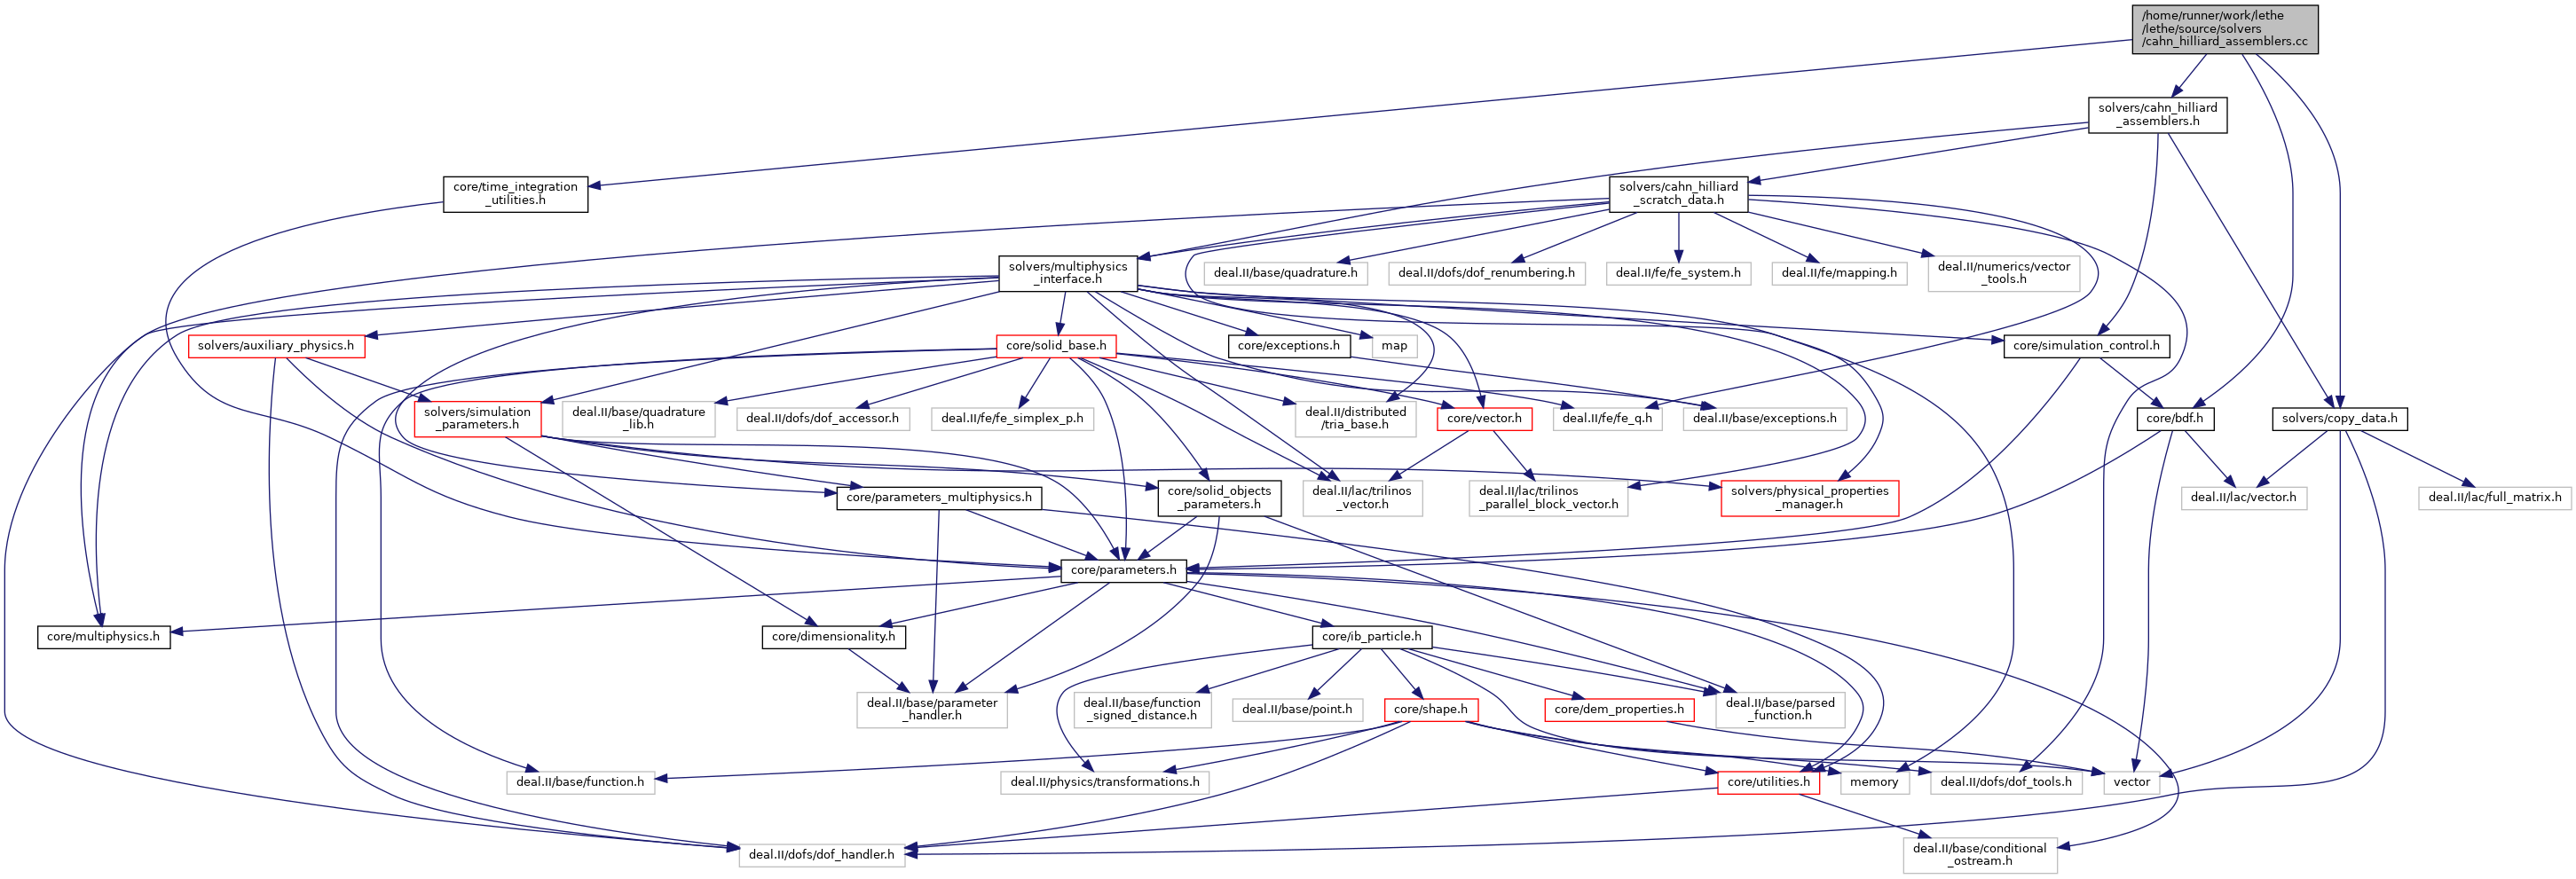 /home/runner/work/lethe
/lethe/source/solvers
/cahn_hilliard_assemblers.cc
solvers/cahn_hilliard
_assemblers.h
core/time_integration
_utilities.h
solvers/cahn_hilliard
_scratch_data.h
solvers/multiphysics
_interface.h
deal.II/base/quadrature.h
deal.II/dofs/dof_renumbering.h
deal.II/fe/fe_system.h
deal.II/fe/mapping.h
deal.II/numerics/vector
_tools.h
solvers/auxiliary_physics.h
core/solid_base.h
core/exceptions.h
map
core/simulation_control.h
solvers/simulation
_parameters.h
deal.II/base/quadrature
_lib.h
deal.II/dofs/dof_accessor.h
deal.II/fe/fe_simplex_p.h
deal.II/distributed
/tria_base.h
core/vector.h
deal.II/fe/fe_q.h
deal.II/base/exceptions.h
core/bdf.h
solvers/copy_data.h
core/parameters_multiphysics.h
core/solid_objects
_parameters.h
deal.II/lac/trilinos
_vector.h
deal.II/lac/trilinos
_parallel_block_vector.h
solvers/physical_properties
_manager.h
deal.II/lac/vector.h
deal.II/lac/full_matrix.h
core/parameters.h
core/multiphysics.h
core/dimensionality.h
core/ib_particle.h
deal.II/base/parameter
_handler.h
deal.II/base/function
_signed_distance.h
deal.II/base/point.h
core/shape.h
core/dem_properties.h
deal.II/base/parsed
_function.h
deal.II/base/function.h
deal.II/physics/transformations.h
core/utilities.h
memory
deal.II/dofs/dof_tools.h
vector
deal.II/dofs/dof_handler.h
deal.II/base/conditional
_ostream.h